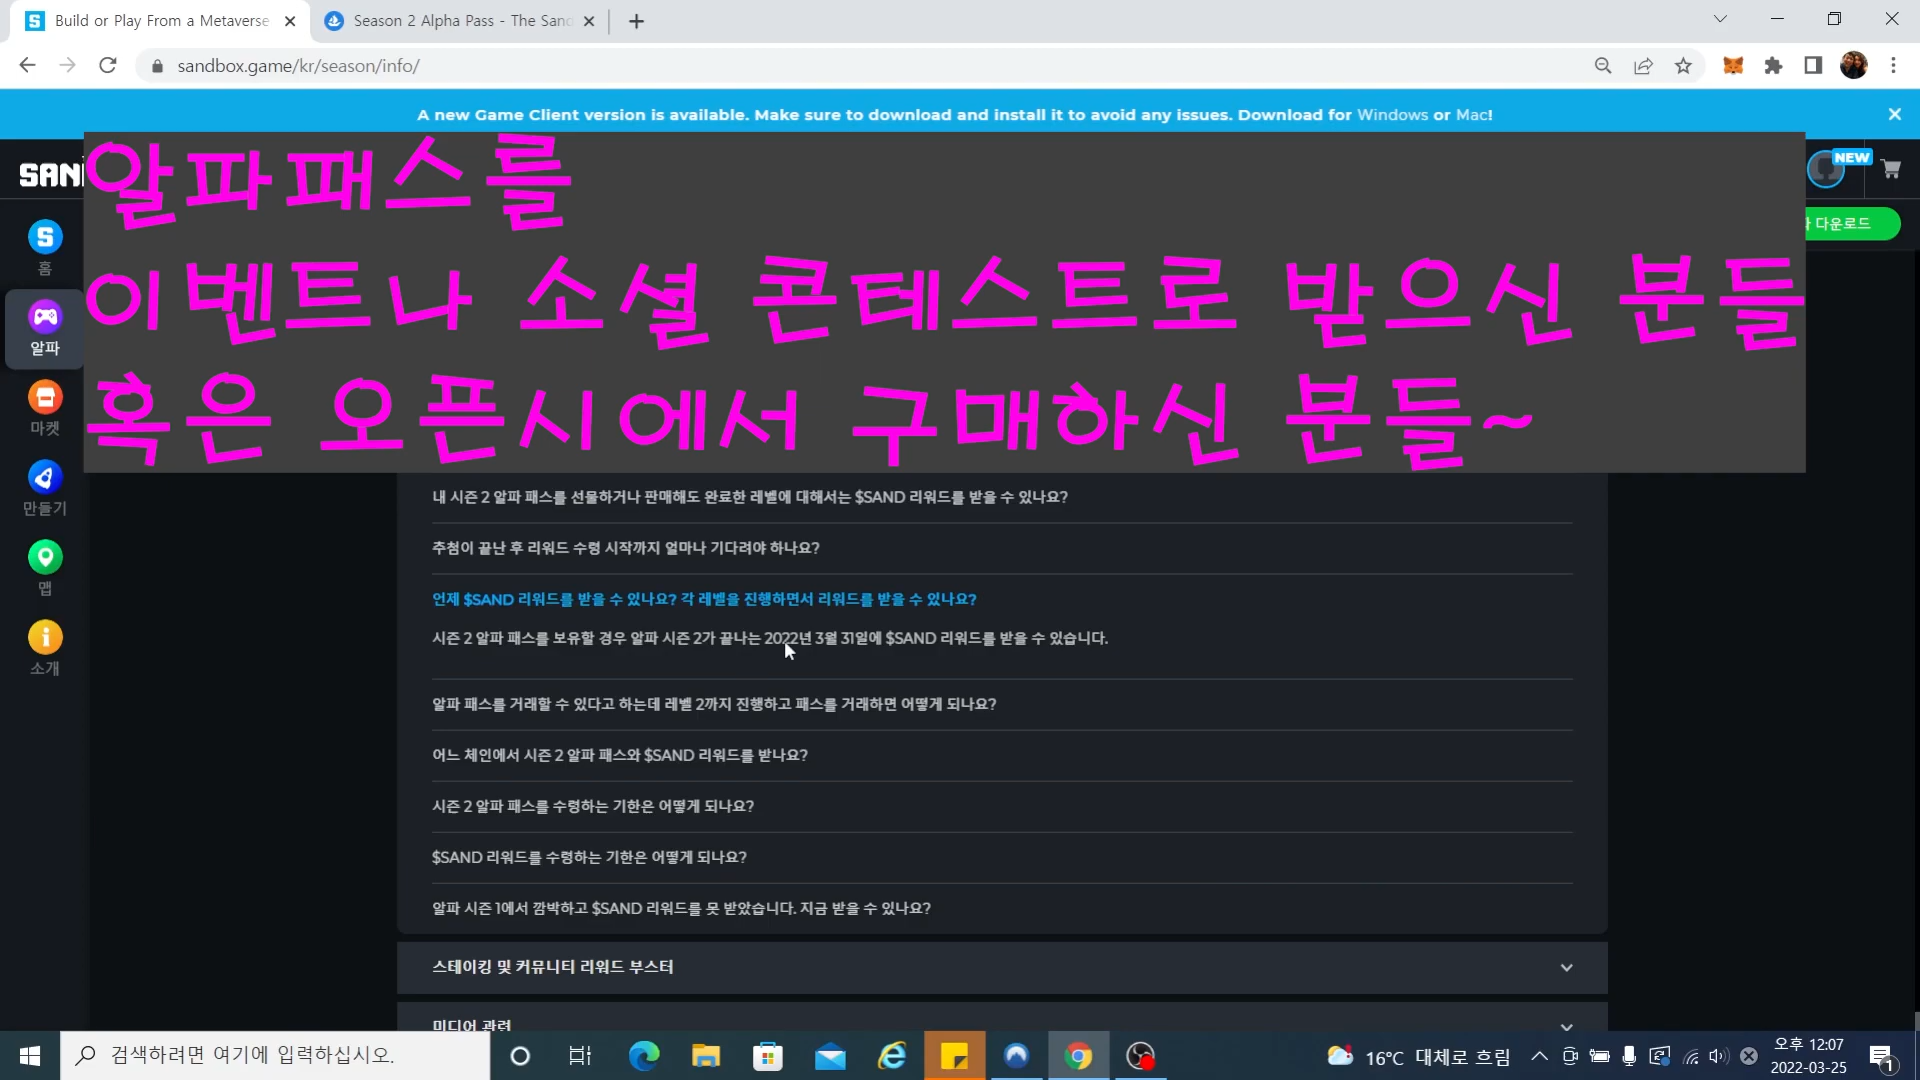 Build or Play From a Metaverse
Season 2 Alpha Pass - The Sand
sandbox.game/kr/season/info/
A new Game Client version is available. Make sure to download and install it to avoid any issues. Download for Windows or Mac!
SAN
NEW
다운로드
알파패스를
이벤트나 소셜 콘테스트로 받으신 분들
혹은 오픈시에서 구매하신 분들~
홈
알파
마켓
만들기
맵
소개
내 시즌 2 알파 패스를 선물하거나 판매해도 완료한 레벨에 대해서는 $SAND 리워드를 받을 수 있나요?
추첨이 끝난 후 리워드 수령 시작까지 얼마나 기다려야 하나요?
언제 $SAND 리워드를 받을 수 있나요? 각 레벨을 진행하면서 리워드를 받을 수 있나요?
시즌 2 알파 패스를 보유할 경우 알파 시즌 2가 끝나는 2022년 3월 31일에 $SAND 리워드를 받을 수 있습니다.
알파 패스를 거래할 수 있다고 하는데 레벨 2까지 진행하고 패스를 거래하면 어떻게 되나요?
어느 체인에서 시즌 2 알파 패스와 $SAND 리워드를 받나요?
시즌 2 알파 패스를 수령하는 기한은 어떻게 되나요?
$SAND 리워드를 수령하는 기한은 어떻게 되나요?
알파 시즌 1에서 깜박하고 $SAND 리워드를 못 받았습니다. 지금 받을 수 있나요?
스테이킹 및 커뮤니티 리워드 부스터
미디어 관련
검색하려면 여기에 입력하십시오.
16°C 대체로 흐림
오후 12:07
2022-03-25
1